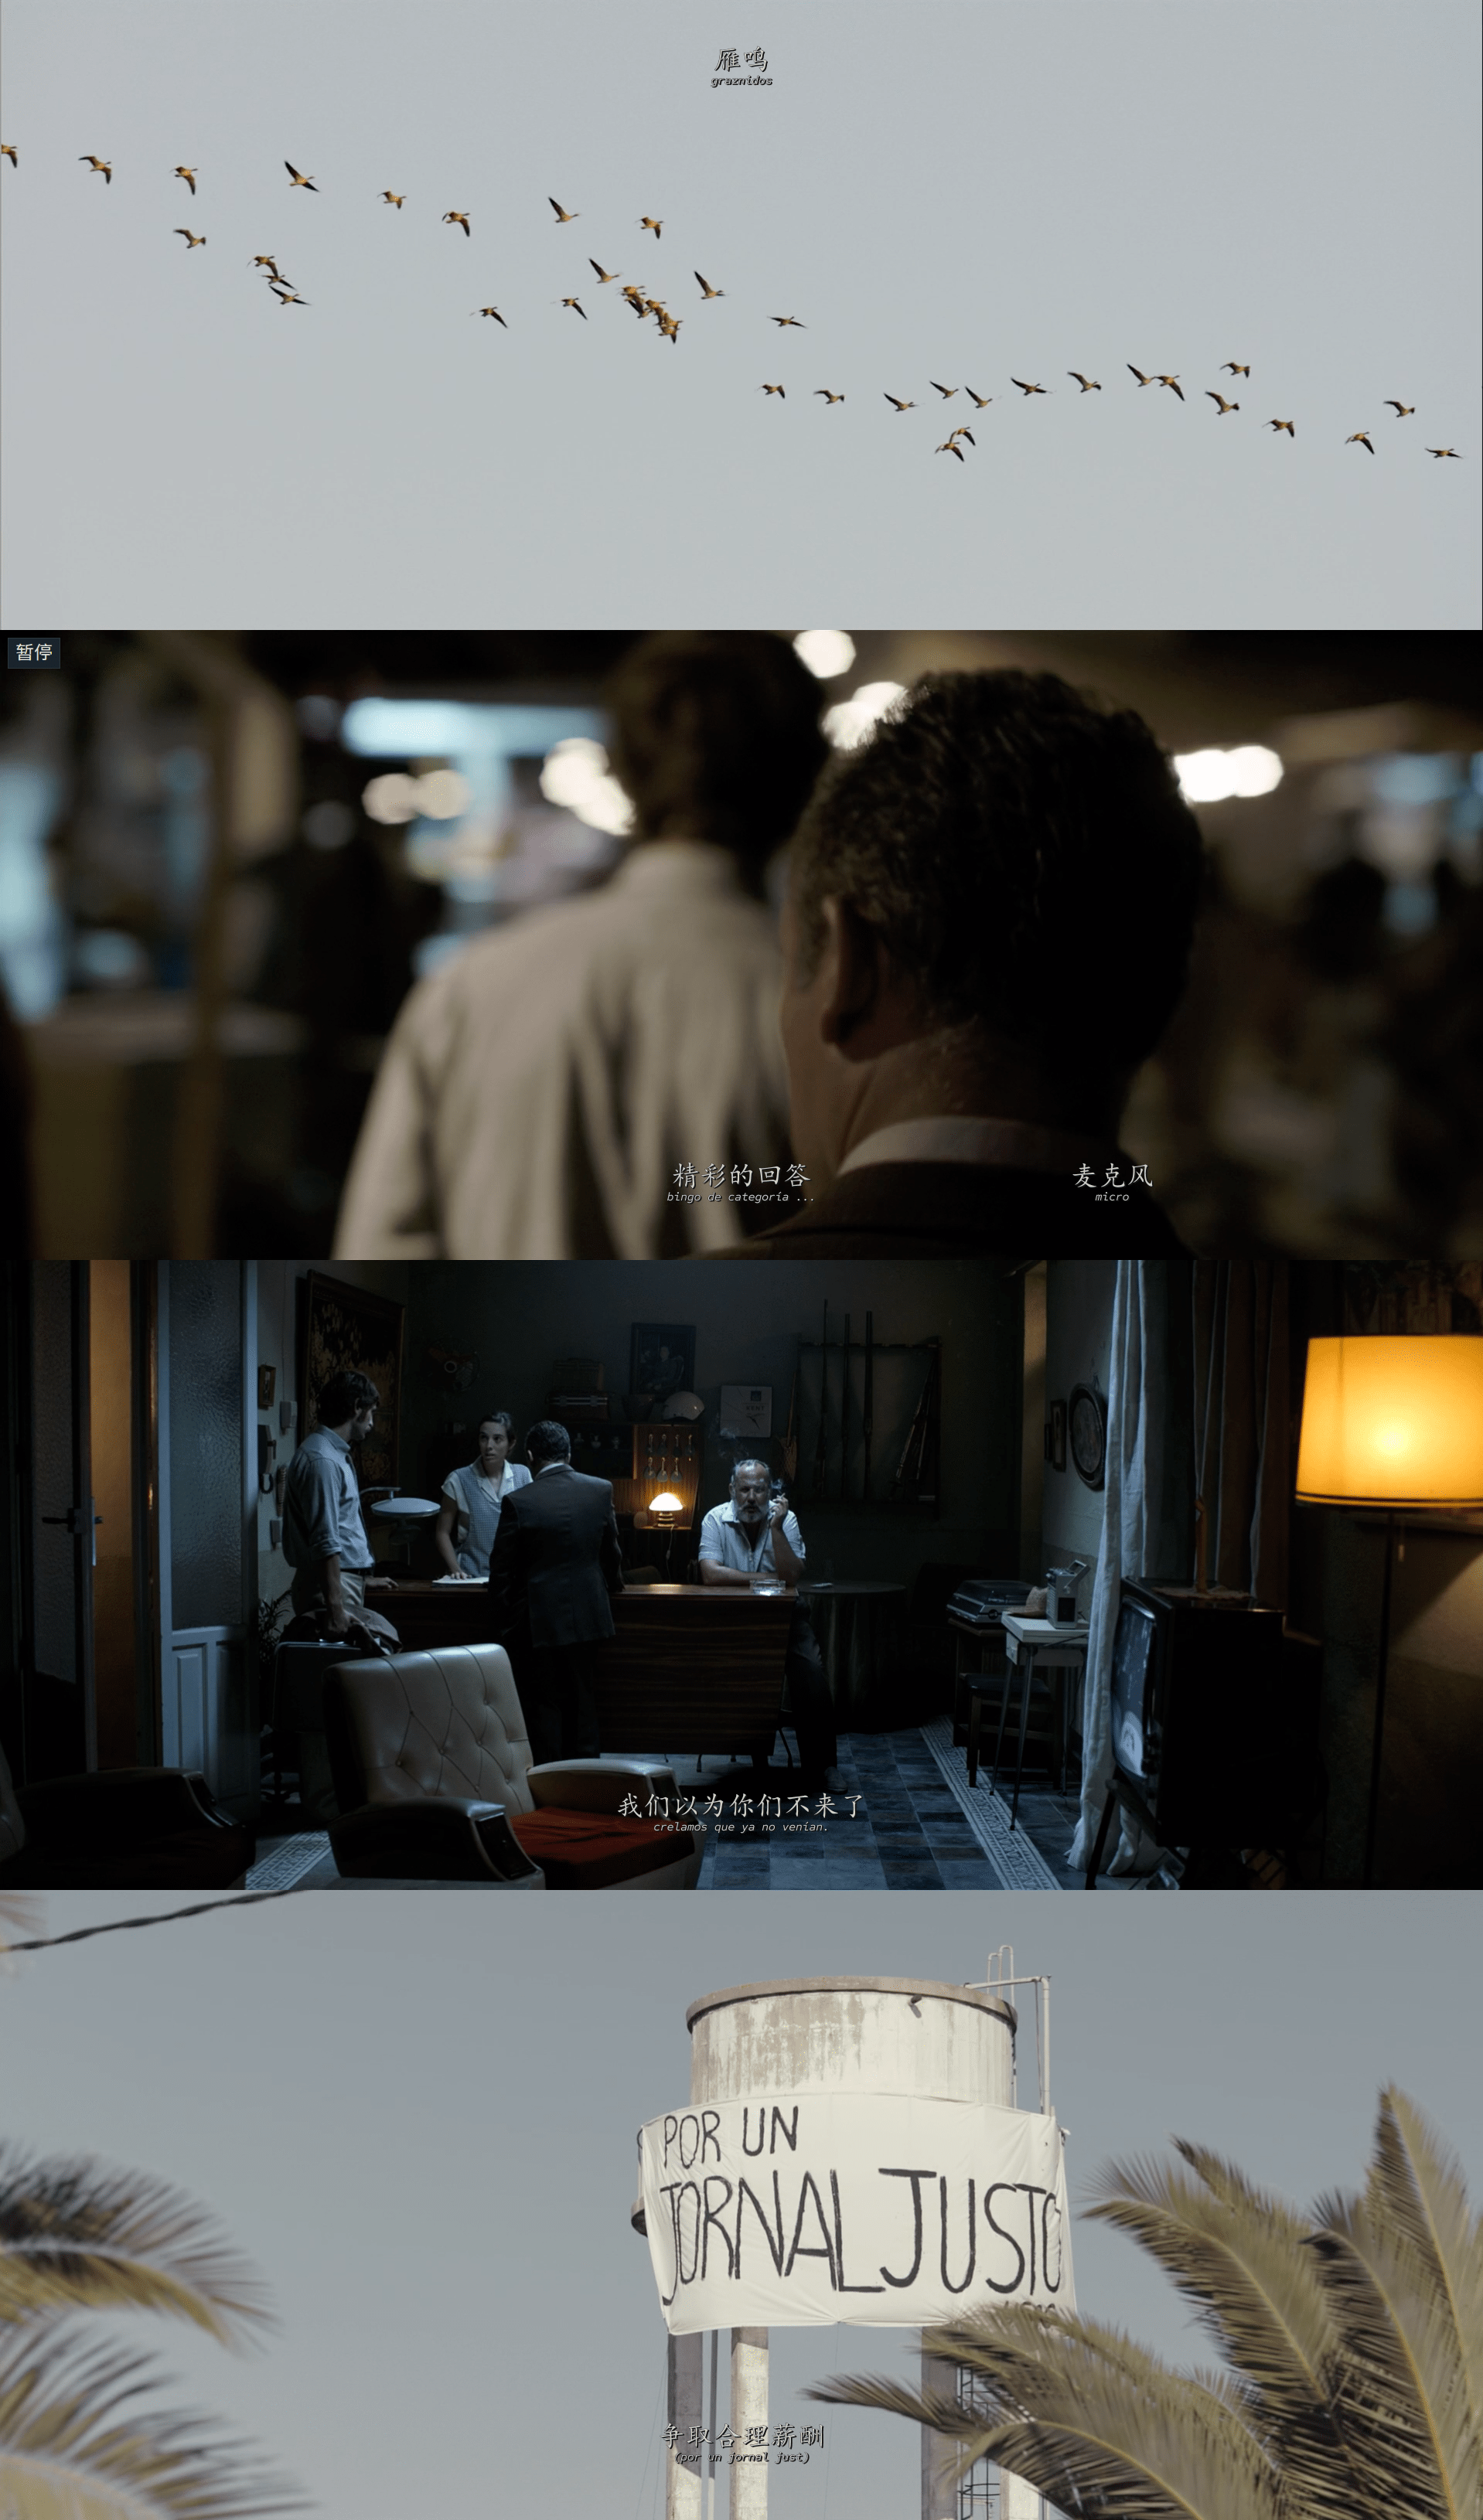 雁鸣
graznidos
暂停
精彩的回答
bingo de categoría ...
麦克风
micro
我们以为你们不来了
creIamos que ya no venían.
POR UN
JORNAL JUSTO
争取合理薪酬
(por un jornal just)